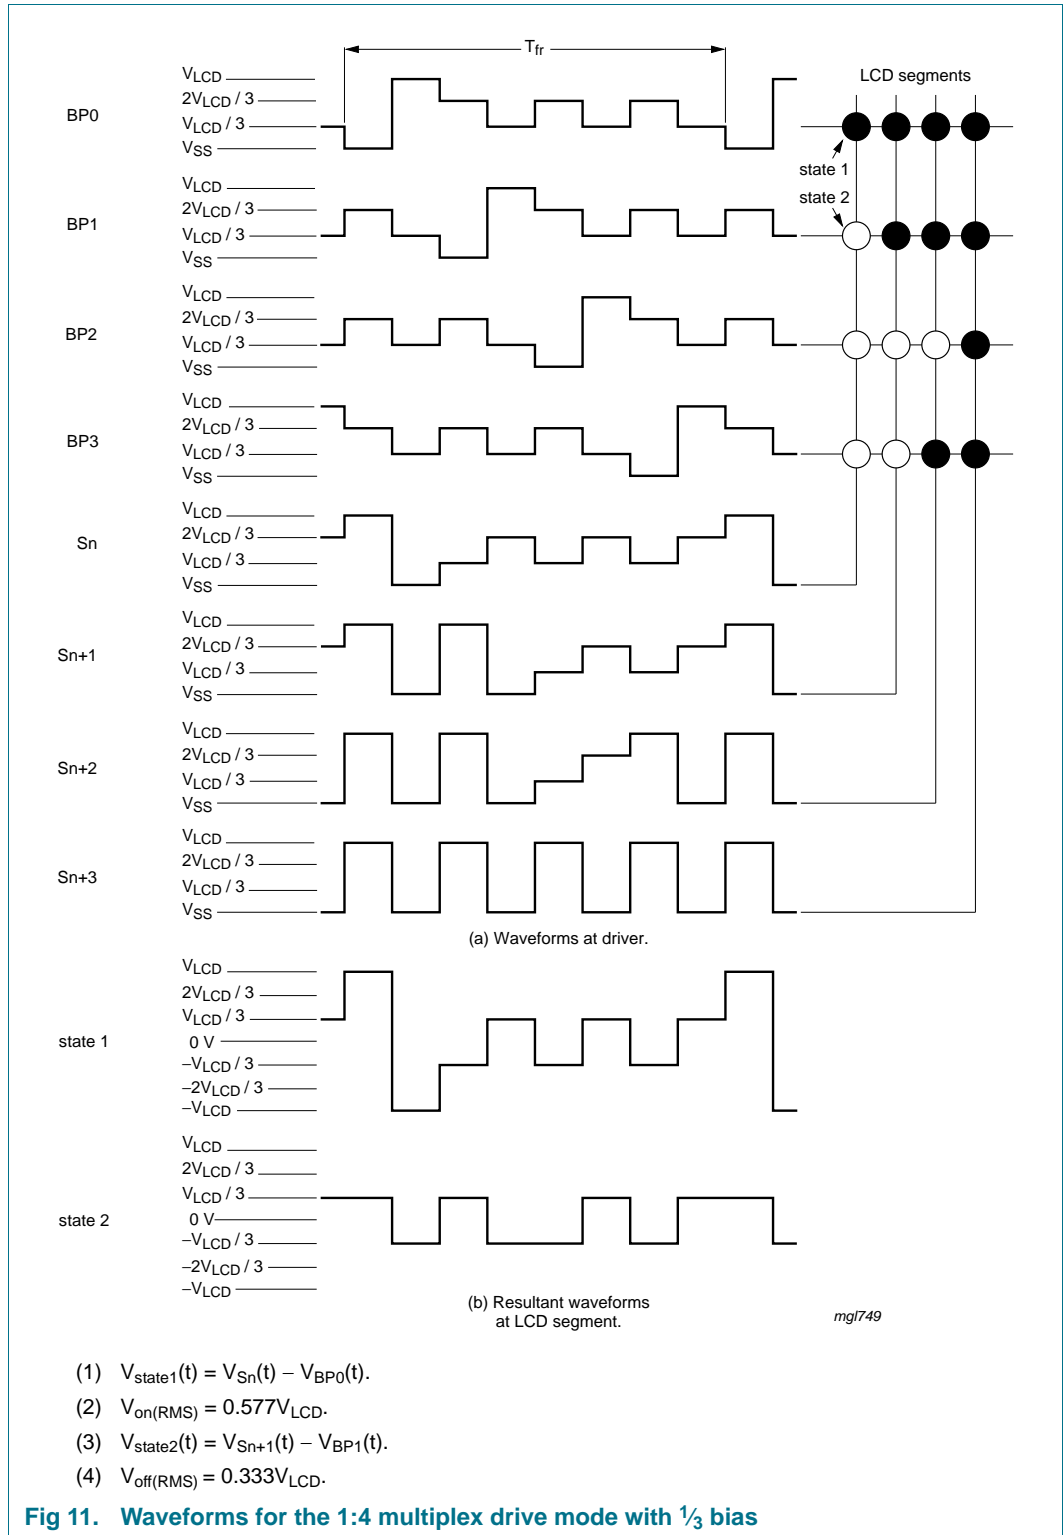 Tfr
BP0
VLCD
2VLCD / 3
VLCD / 3
VSS
LCD segments
state 1
state 2
BP1
VLCD
2VLCD / 3
VLCD / 3
VSS
BP2
VLCD
2VLCD / 3
VLCD / 3
VSS
BP3
VLCD
2VLCD / 3
VLCD / 3
VSS
Sn
VLCD
2VLCD / 3
VLCD / 3
VSS
Sn+1
VLCD
2VLCD / 3
VLCD / 3
VSS
Sn+2
VLCD
2VLCD / 3
VLCD / 3
VSS
Sn+3
VLCD
2VLCD / 3
VLCD / 3
VSS
(a) Waveforms at driver.
state 1
VLCD
2VLCD / 3
VLCD / 3
0 V
−VLCD / 3
−2VLCD / 3
−VLCD
state 2
VLCD
2VLCD / 3
VLCD / 3
0 V
−VLCD / 3
−2VLCD / 3
−VLCD
(b) Resultant waveforms
at LCD segment.
mgl749
(1) Vstate1(t) = VSn(t) − VBP0(t).
(2) Von(RMS) = 0.577VLCD.
(3) Vstate2(t) = VSn+1(t) − VBP1(t).
(4) Voff(RMS) = 0.333VLCD.
Fig 11. Waveforms for the 1:4 multiplex drive mode with 1⁄3 bias